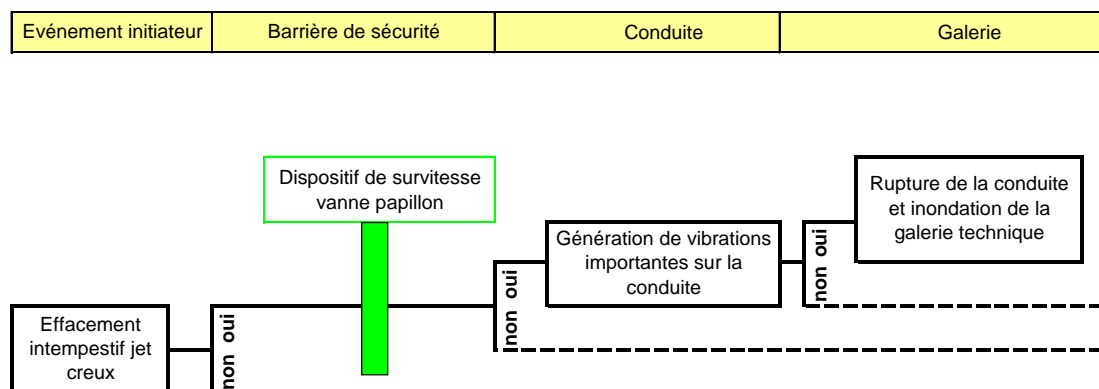 Evénement initiateur
Barrière de sécurité
Conduite
Galerie
Dispositif de survitesse
vanne papillon
Rupture de la conduite
et inondation de la
galerie technique
Génération de vibrations
importantes sur la
conduite
non oui
non oui
Effacement
intempestif jet
creux
non oui